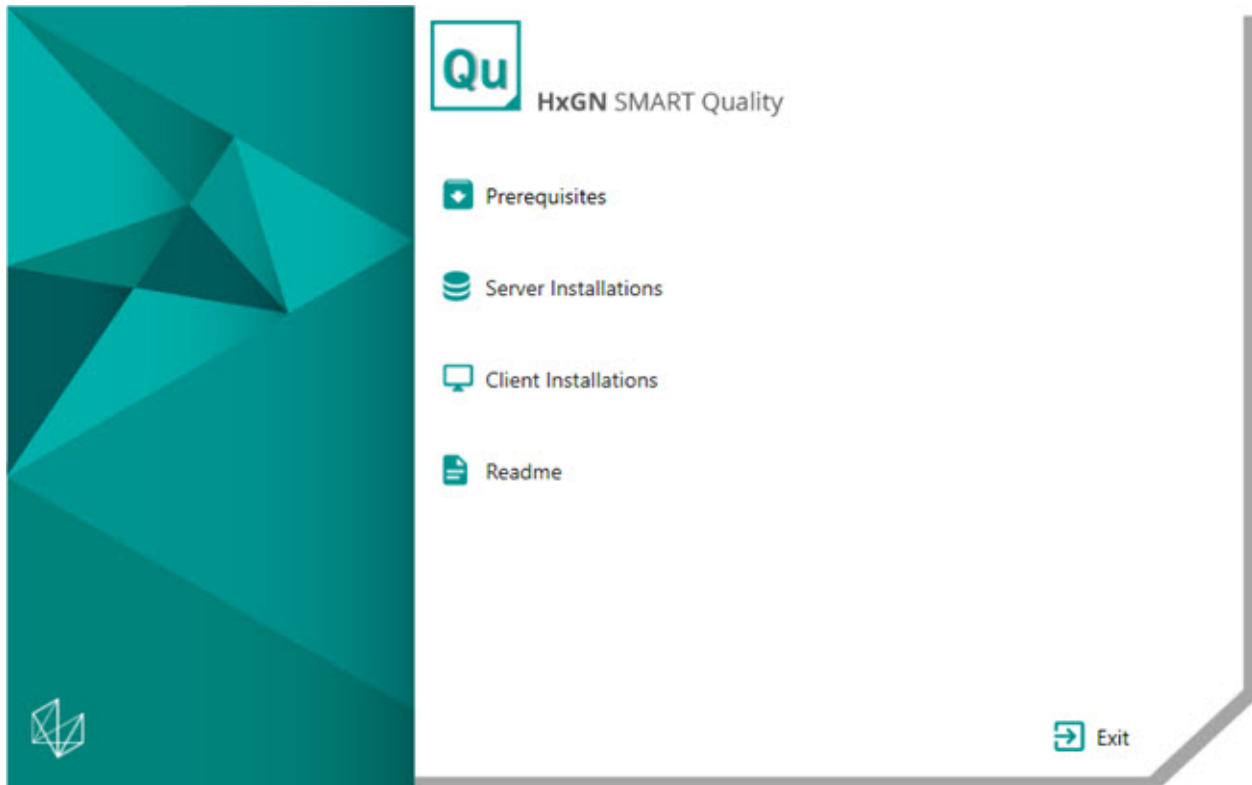 Qu
HxGN SMART Quality
Prerequisites
Server Installations
Client Installations
Readme
Exit